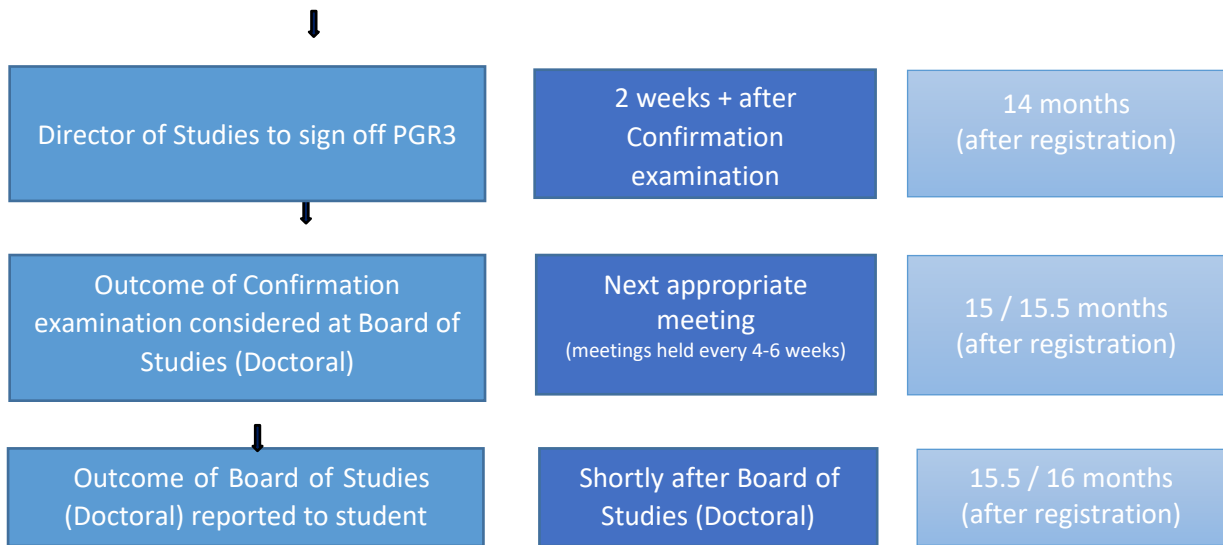 Director of Studies to sign off PGR3
2 weeks + after
Confirmation
examination
14 months
(after registration)
Outcome of Confirmation
examination considered at Board of
Studies (Doctoral)
Next appropriate
meeting
(meetings held every 4-6 weeks)
15 / 15.5 months
(after registration)
Outcome of Board of Studies
(Doctoral) reported to student
Shortly after Board of
Studies (Doctoral)
15.5 / 16 months
(after registration)